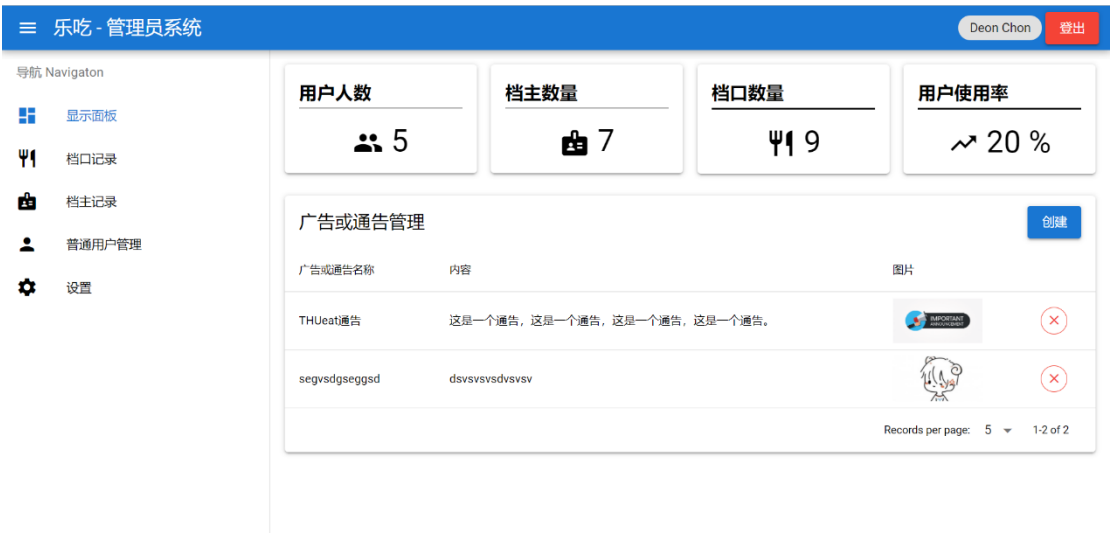 乐吃 - 管理员系统
Deon Chon
登出
导航 Navigaton
显示面板
档口记录
档主记录
普通用户管理
设置
用户人数
5
档主数量
7
档口数量
9
用户使用率
20 %
广告或通告管理
创建
广告或通告名称 内容 图片
THUeat通告 这是一个通告，这是一个通告，这是一个通告，这是一个通告。
IMPORTANT
ANNOUNCEMENT
segvsdgseggsd dsvsvsvsdvsvsv
Records per page: 5 1-2 of 2